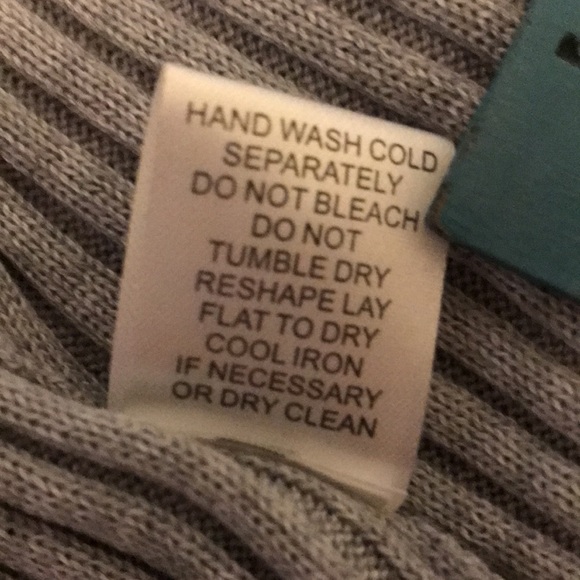 HAND WASH COLD
SEPARATELY
DO NOT BLEACH
DO NOT
TUMBLE DRY
RESHAPE LAY
FLAT TO DRY
COOL IRON
IF NECESSARY
OR DRY CLEAN